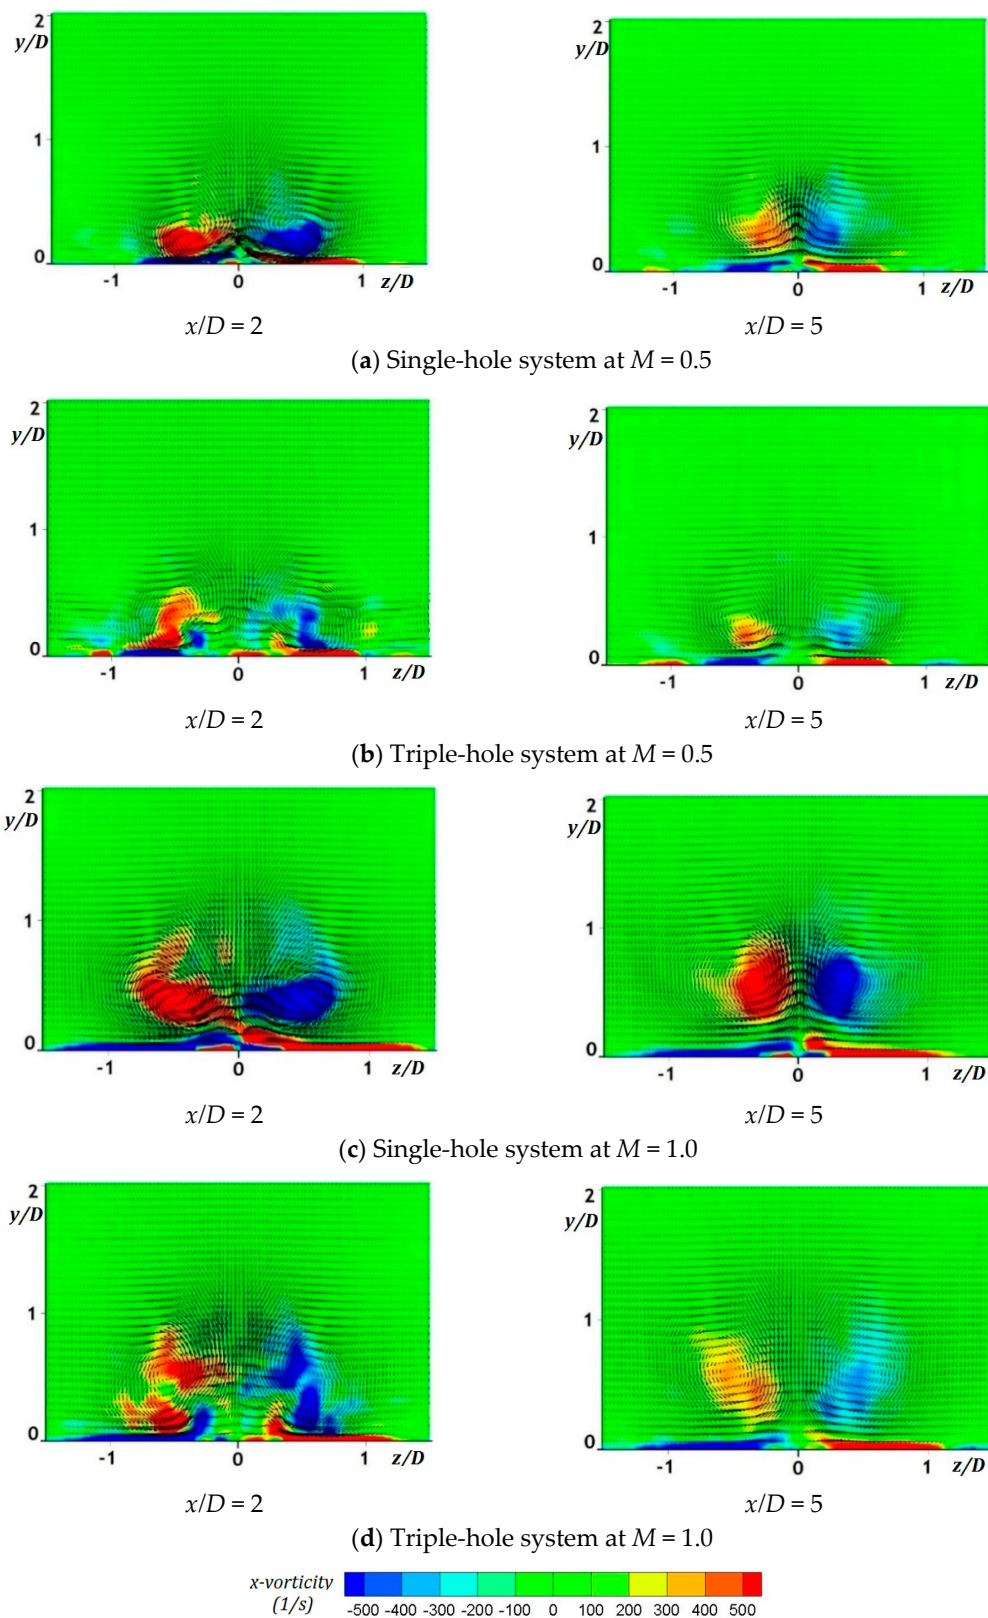 2
y/D
1
0
-1 0 1 z/D
2
y/D
1
0
-1 0 1 z/D
x/D = 2
x/D = 5
(a) Single-hole system at M = 0.5
2
y/D
1
0
-1 0 1
z/D
2
y/D
1
0
-1 0 1 z/D
x/D = 2
x/D = 5
(b) Triple-hole system at M = 0.5
2
y/D
1
0
-1 0 1 z/D
2
y/D
1
0
-1 0 1 z/D
x/D = 2
x/D = 5
(c) Single-hole system at M = 1.0
2
y/D
1
0
-1 0 1 z/D
2
y/D
1
0
-1 0 1 z/D
x/D = 2
x/D = 5
(d) Triple-hole system at M = 1.0
x-vorticity
(1/s)
-500 -400 -300 -200 -100 0 100 200 300 400 500